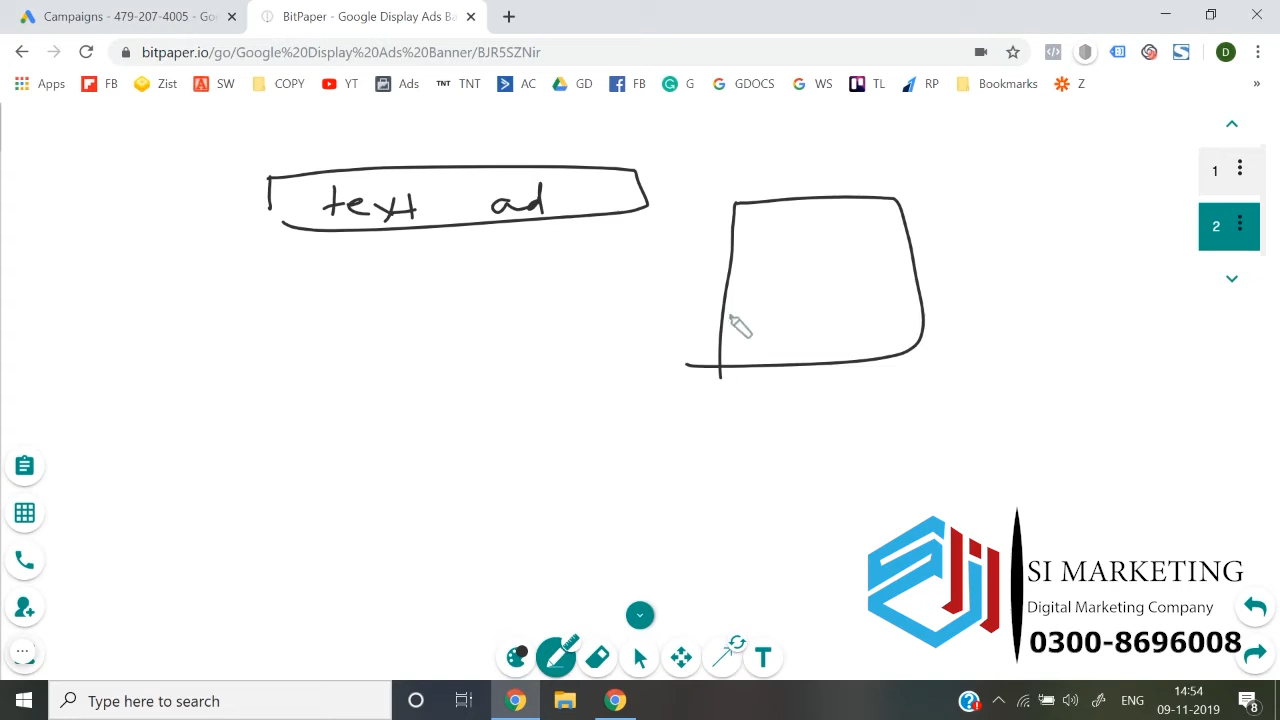 Campaigns - 479-207-4005 - Go
BitPaper - Google Display Ads Ba
bitpaper.io/go/Google%20Display%20Ads%20Banner/BJR5SZNir
D
Apps FB Zist SW COPY YT Ads TNT TNT AC GD FB G GDOCS WS TL RP Bookmarks Z »
1
2
text ad
SI MARKETING
Digital Marketing Company
0300-8696008
T
Type here to search
ENG
14:54
09-11-2019
8